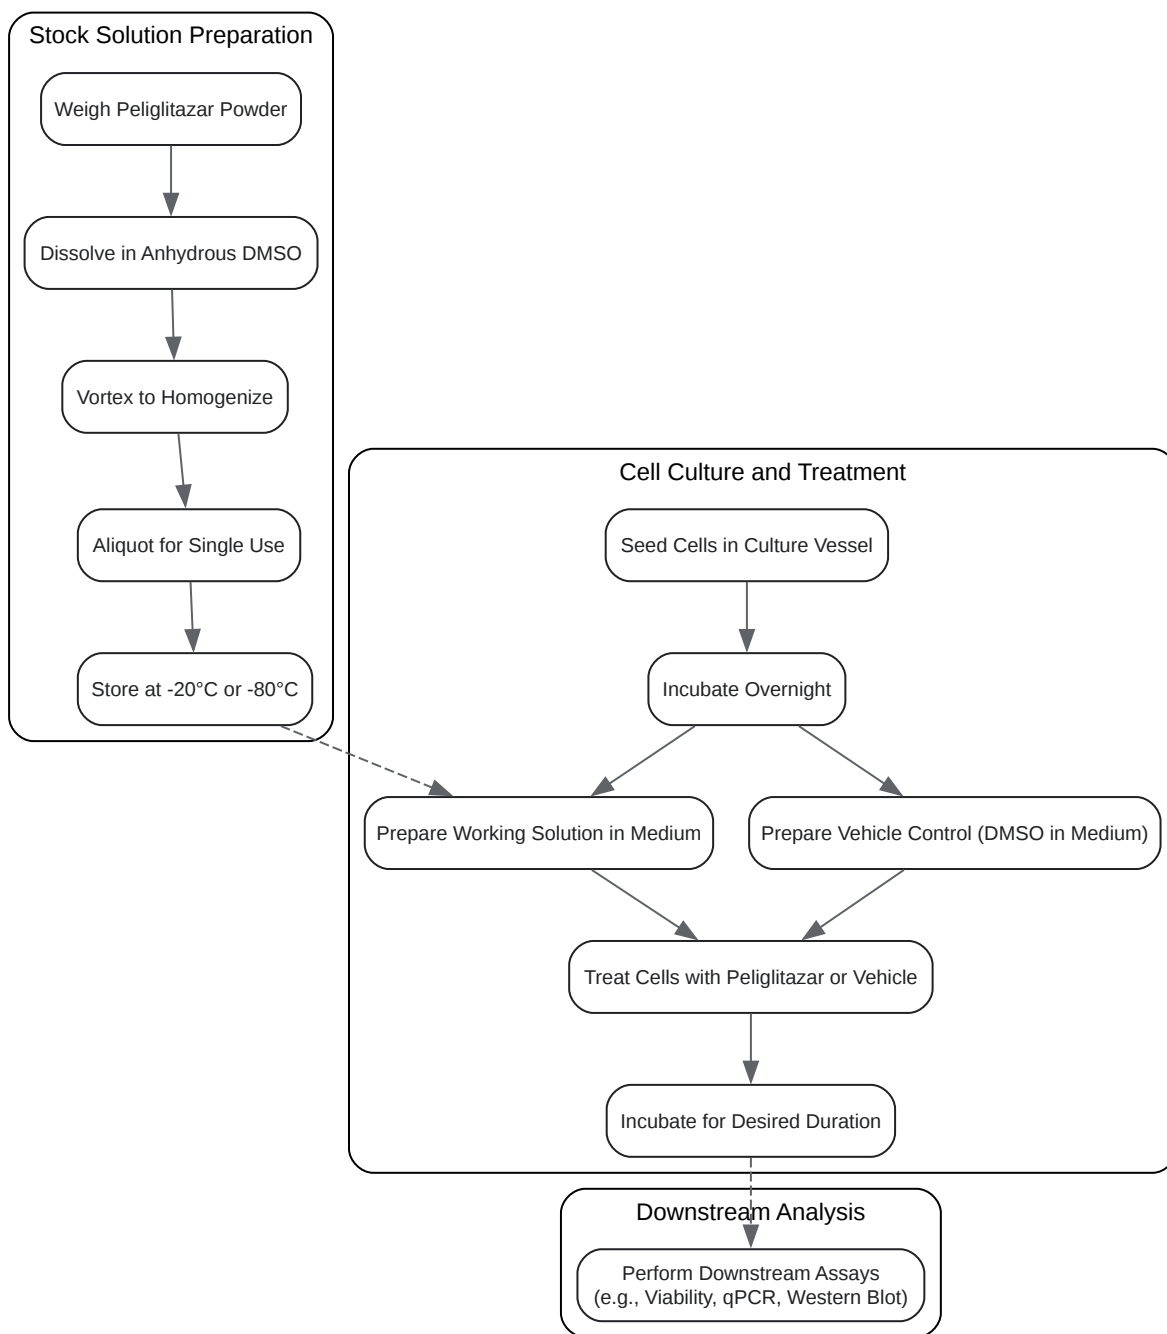 Stock Solution Preparation
Weigh Peliglitazar Powder
Dissolve in Anhydrous DMSO
Vortex to Homogenize
Aliquot for Single Use
Store at -20°C or -80°C
Cell Culture and Treatment
Seed Cells in Culture Vessel
Incubate Overnight
Prepare Working Solution in Medium
Prepare Vehicle Control (DMSO in Medium)
Treat Cells with Peliglitazar or Vehicle
Incubate for Desired Duration
Downstream Analysis
Perform Downstream Assays
(e.g., Viability, qPCR, Western Blot)